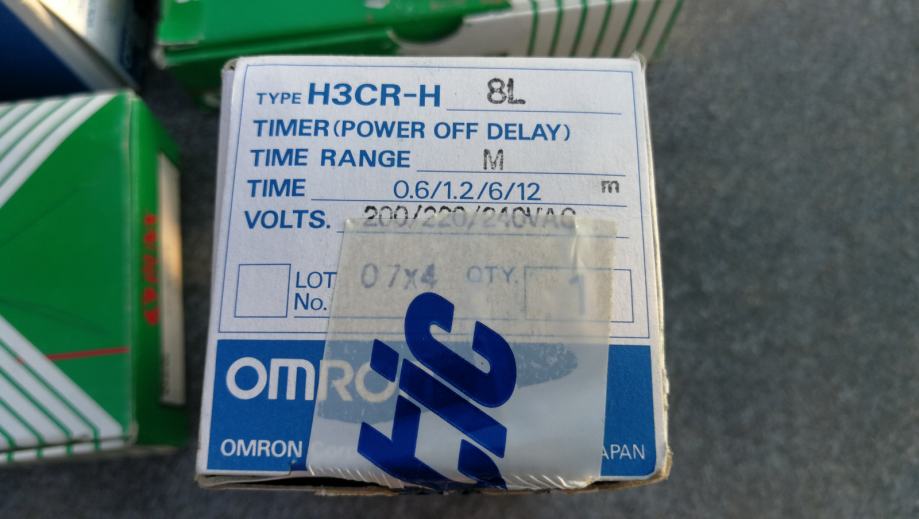 TYPE H3CR-H 8L
TIMER (POWER OFF DELAY)
TIME RANGE M
TIME 0.6/1.2/6/12 m
VOLTS. 200/220/240VAC
LOT No. 07X4 QTY. 1
OMRO
OMRON